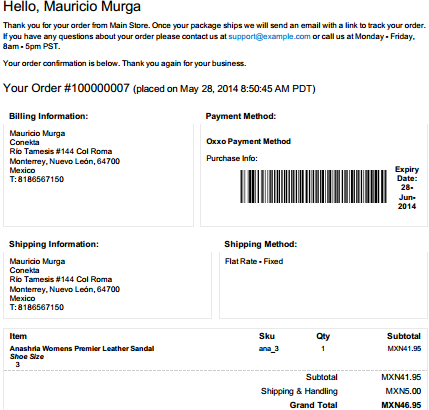 Hello, Mauricio Murga
Thank you for your order from Main Store. Once your package ships we will send an email with a link to track your order.
If you have any questions about your order please contact us at support@example.com or call us at Monday - Friday,
8am - 5pm PST.
Your order confirmation is below. Thank you again for your business.
Your Order #100000007 (placed on May 28, 2014 8:50:45 AM PDT)
Billing Information:
Mauricio Murga
Conekta
Río Tamesis #144 Col Roma
Monterrey, Nuevo León, 64700
Mexico
T: 8186567150
Payment Method:
Oxxo Payment Method
Purchase Info:
Expiry
Date:
28-
Jun-
2014
Shipping Information:
Mauricio Murga
Conekta
Río Tamesis #144 Col Roma
Monterrey, Nuevo León, 64700
Mexico
T: 8186567150
Shipping Method:
Flat Rate - Fixed
Item Sku Qty Subtotal
Anashria Womens Premier Leather Sandal ana_3 1 MXN41.95
Shoe Size
3
Subtotal MXN41.95
Shipping & Handling MXN5.00
Grand Total MXN46.95